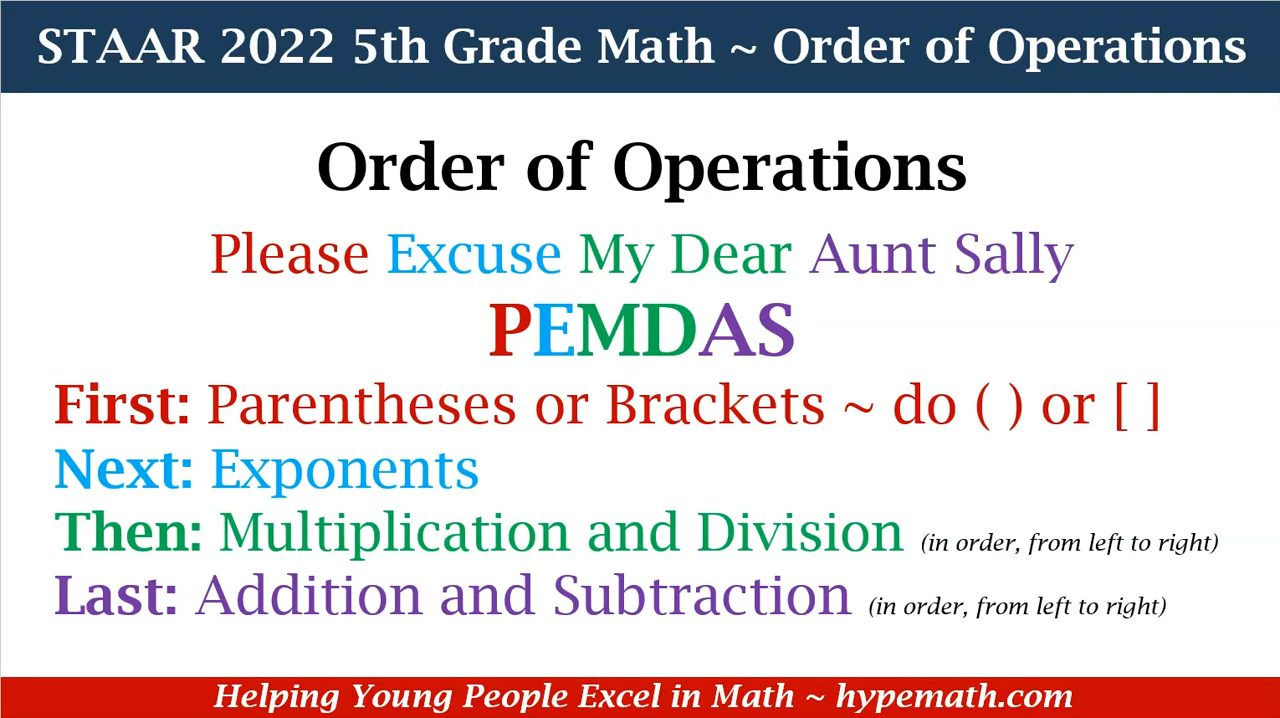 STAAR 2022 5th Grade Math ~ Order of Operations
Order of Operations
Please Excuse My Dear Aunt Sally
PEMDAS
First: Parentheses or Brackets ~ do ( ) or [ ]
Next: Exponents
Then: Multiplication and Division (in order, from left to right)
Last: Addition and Subtraction (in order, from left to right)
Helping Young People Excel in Math ~ hypemath.com